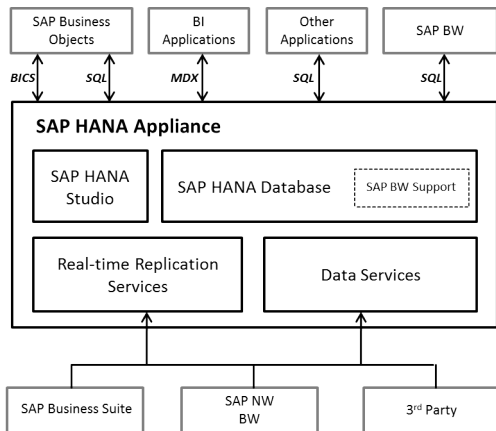 SAP Business
Objects
BI
Applications
Other
Applications
SAP BW
BICS
SQL
MDX
SQL
SQL
SAP HANA Appliance
SAP HANA
Studio
SAP HANA Database
SAP BW Support
Real-time Replication
Services
Data Services
SAP Business Suite
SAP NW
BW
3rd Party